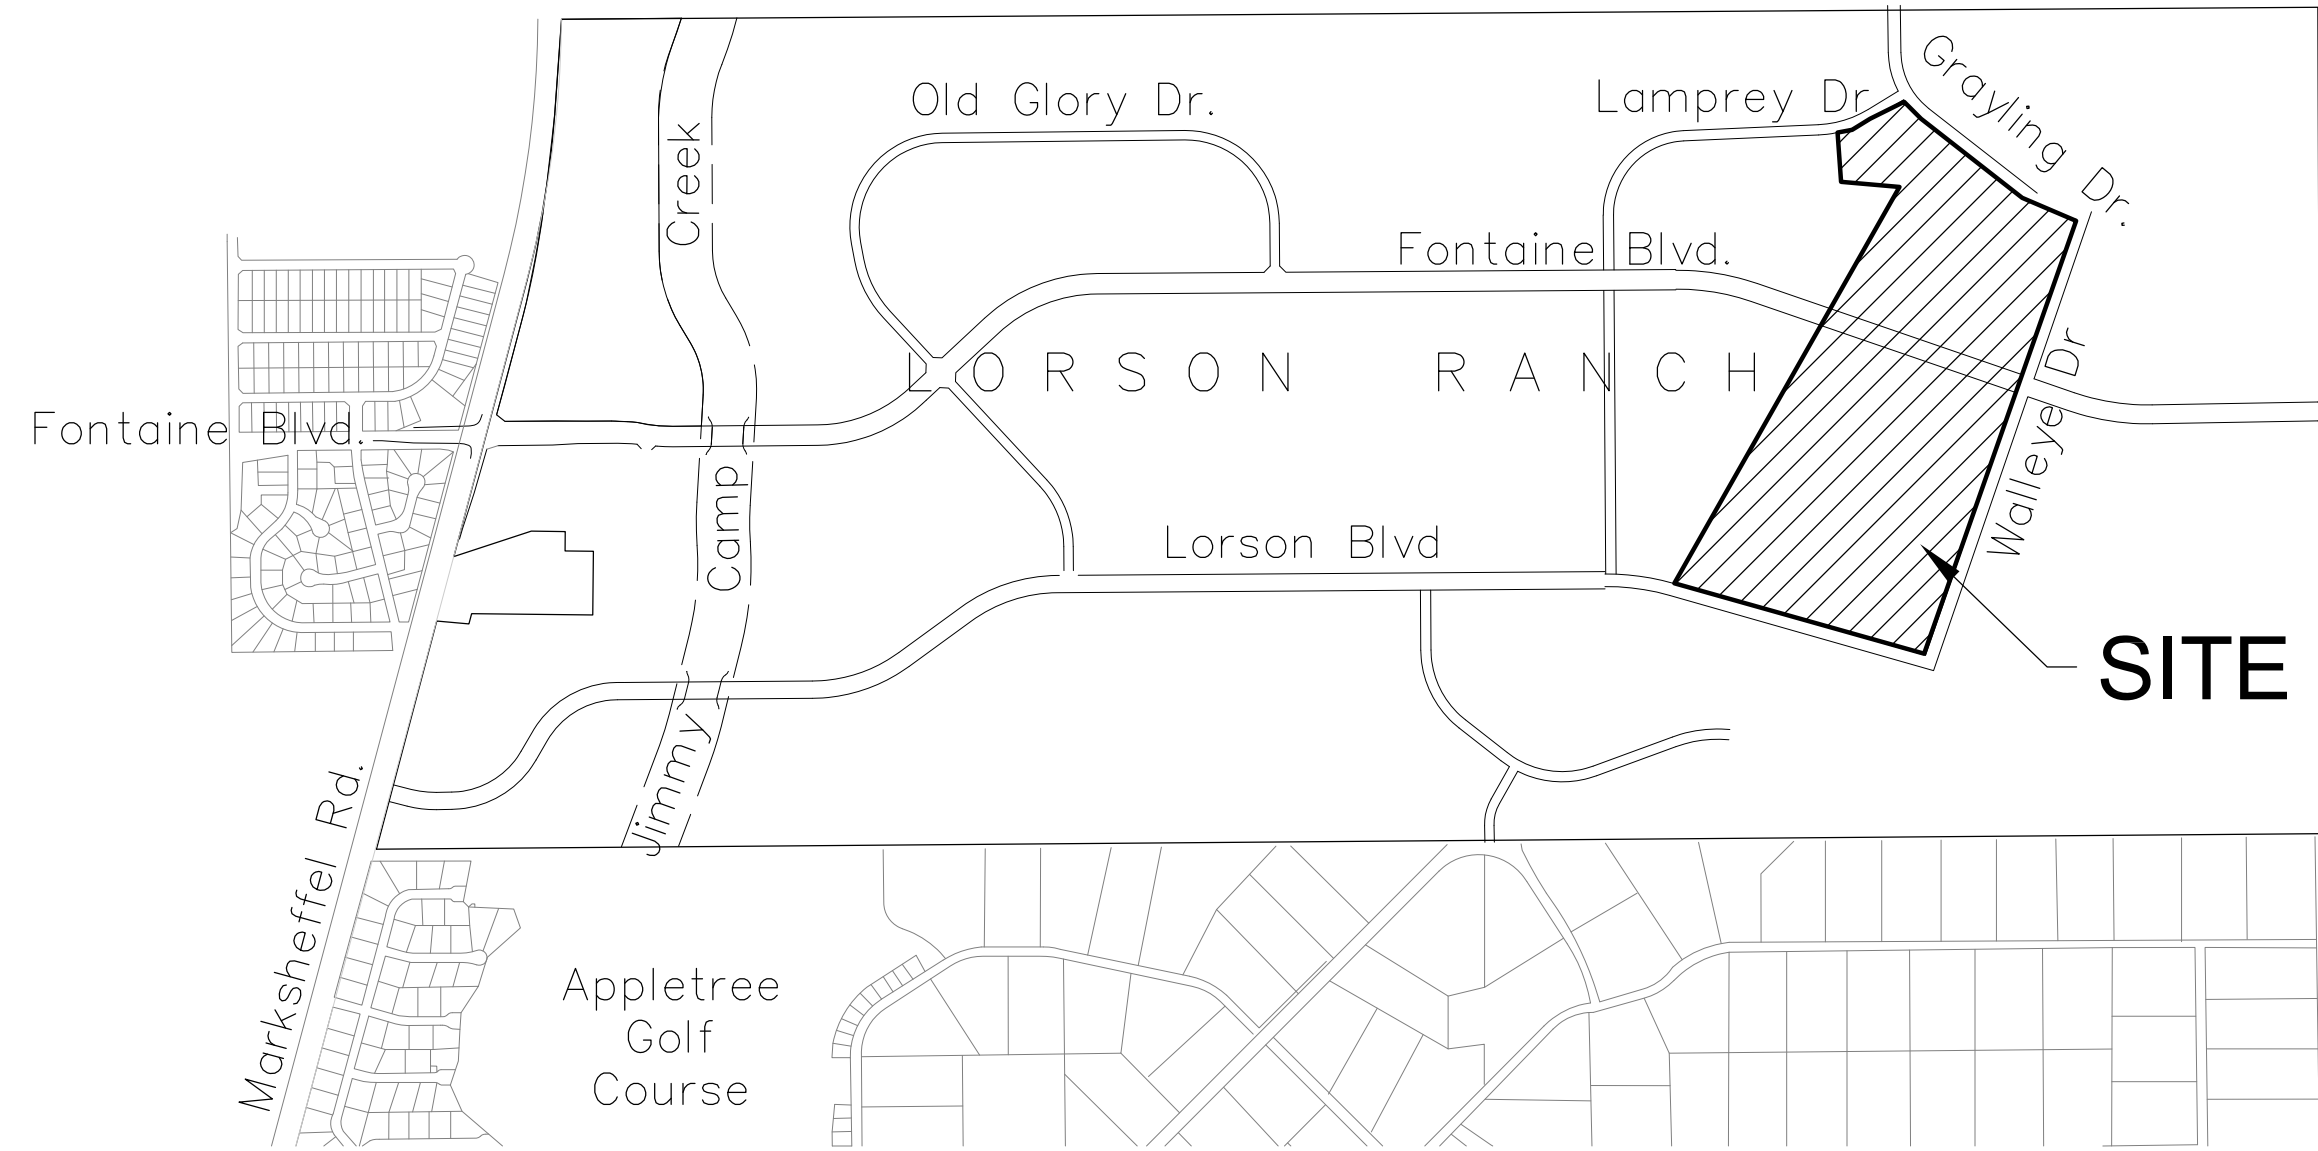 Grayling Dr.
Old Glory Dr.
Lamprey Dr
Fontaine Blvd.
LORSON RANCH
Walleye Dr
Fontaine Blvd.
Jimmy Camp Creek
Lorson Blvd
SITE
Marksheffel Rd.
Appletree
Golf
Course